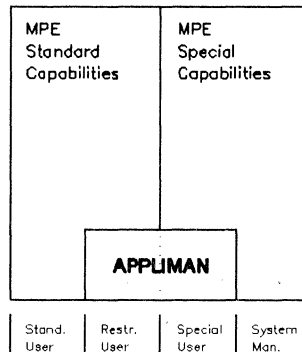 MPE
Standard
Capabilities
MPE
Special
Capabilities
APPLIMAN
Stand.
User
Restr.
User
Special
User
System
Man.